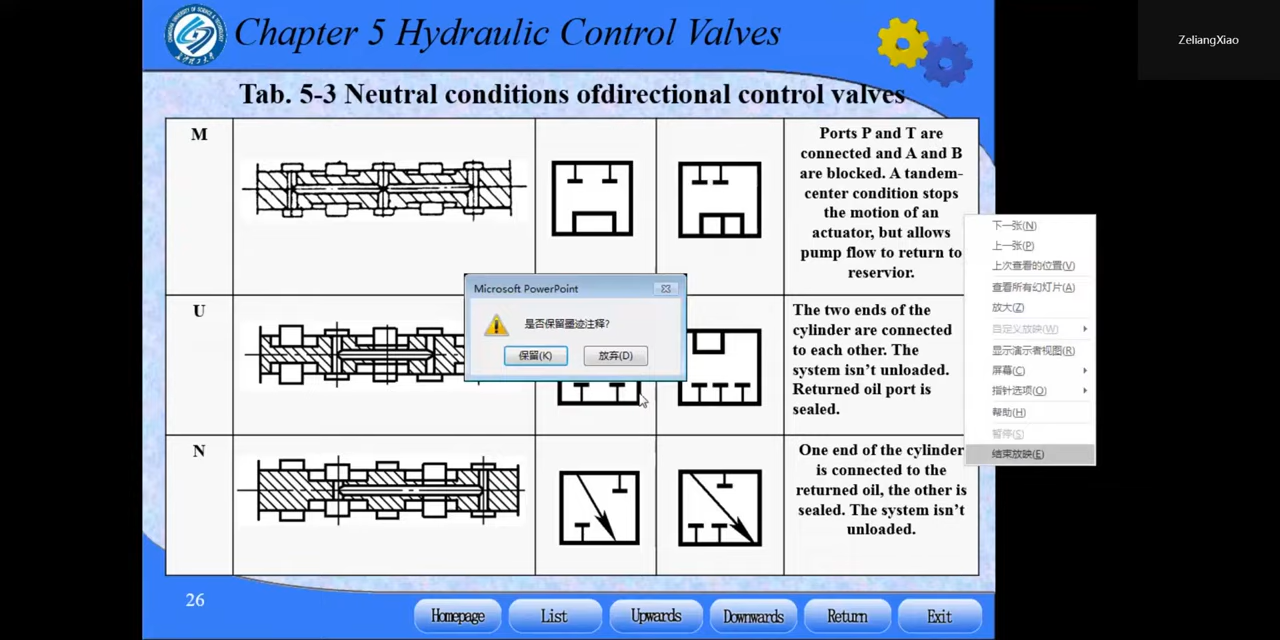 Chapter 5 Hydraulic Control Valves
ZeliangXiao
Tab. 5-3 Neutral conditions ofdirectional control valves
M
Ports P and T are
connected and A and B
are blocked. A tandem-
center condition stops
the motion of an
actuator, but allows
pump flow to return to
reservior.
U
The two ends of the
cylinder are connected
to each other. The
system isn't unloaded.
Returned oil port is
sealed.
N
One end of the cylinder
is connected to the
returned oil, the other is
sealed. The system isn't
unloaded.
Microsoft PowerPoint
是否保留墨迹注释?
保留(K)
放弃(D)
下一张(N)
上一张(P)
上次查看的位置(V)
查看所有幻灯片(A)
放大(Z)
自定义放映(W)
显示演示者视图(R)
屏幕(C)
指针选项(O)
帮助(H)
暂停(S)
结束放映(E)
26
Homepage
List
Upwards
Downwards
Return
Exit